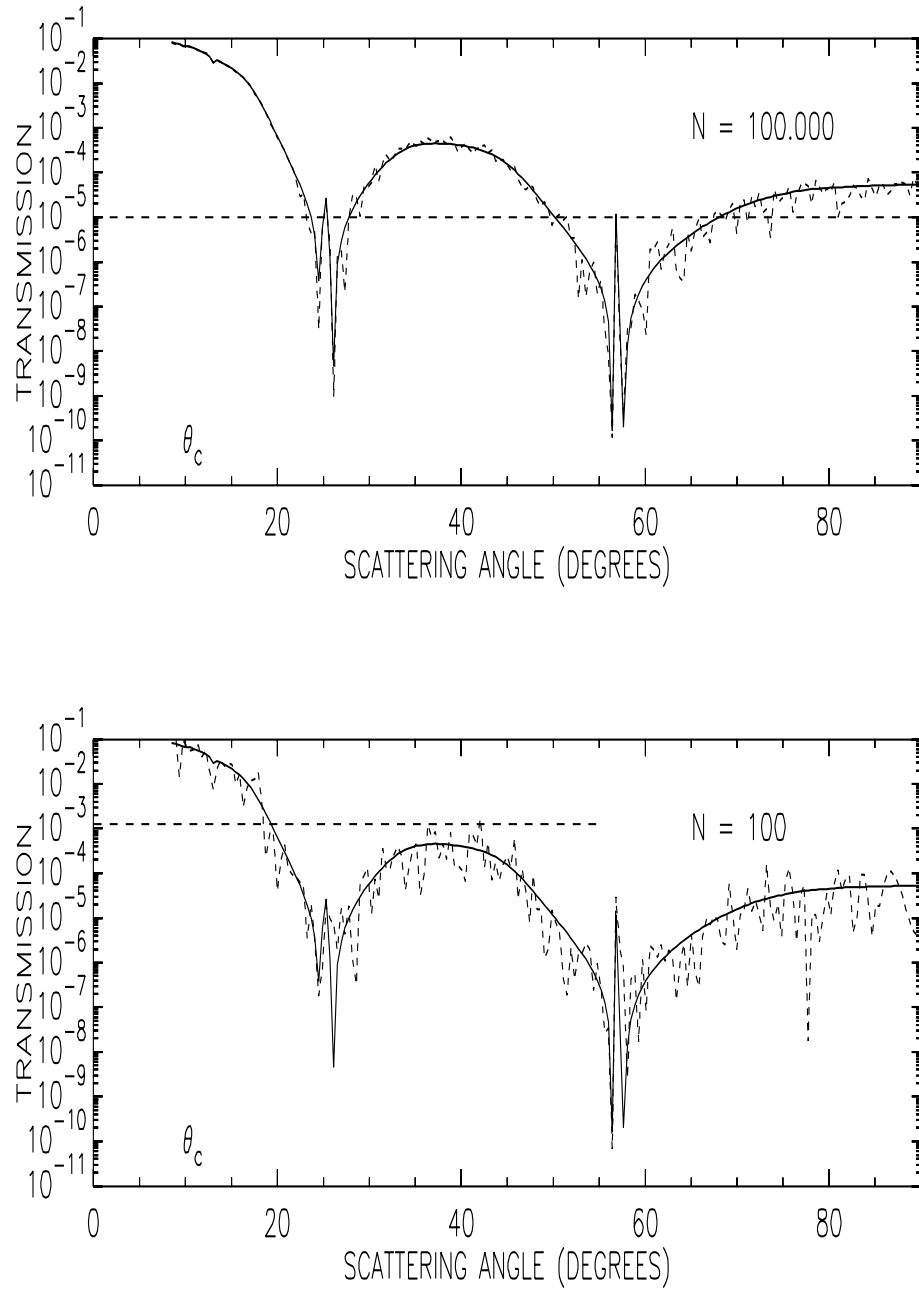 10⁻¹
10⁻²
10⁻³
10⁻⁴
10⁻⁵
10⁻⁶
10⁻⁷
10⁻⁸
10⁻⁹
10⁻¹⁰
10⁻¹¹
TRANSMISSION
N = 100.000
θc
0 20 40 60 80
SCATTERING ANGLE (DEGREES)
10⁻¹
10⁻²
10⁻³
10⁻⁴
10⁻⁵
10⁻⁶
10⁻⁷
10⁻⁸
10⁻⁹
10⁻¹⁰
10⁻¹¹
TRANSMISSION
N = 100
θc
0 20 40 60 80
SCATTERING ANGLE (DEGREES)